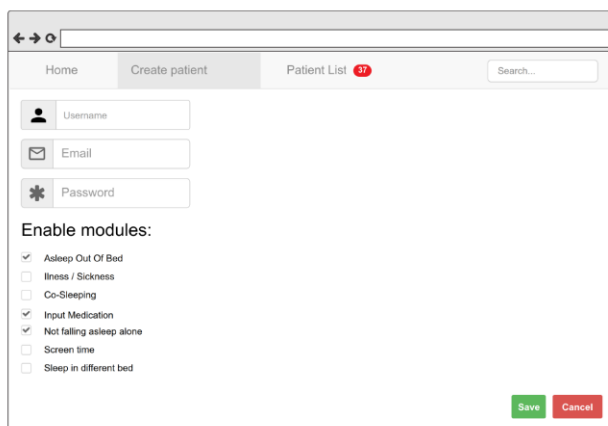 Home Create patient Patient List 37 Search...
Username
Email
Password
Enable modules:
Asleep Out Of Bed
Ilness / Sickness
Co-Sleeping
Input Medication
Not falling asleep alone
Screen time
Sleep in different bed
Save Cancel